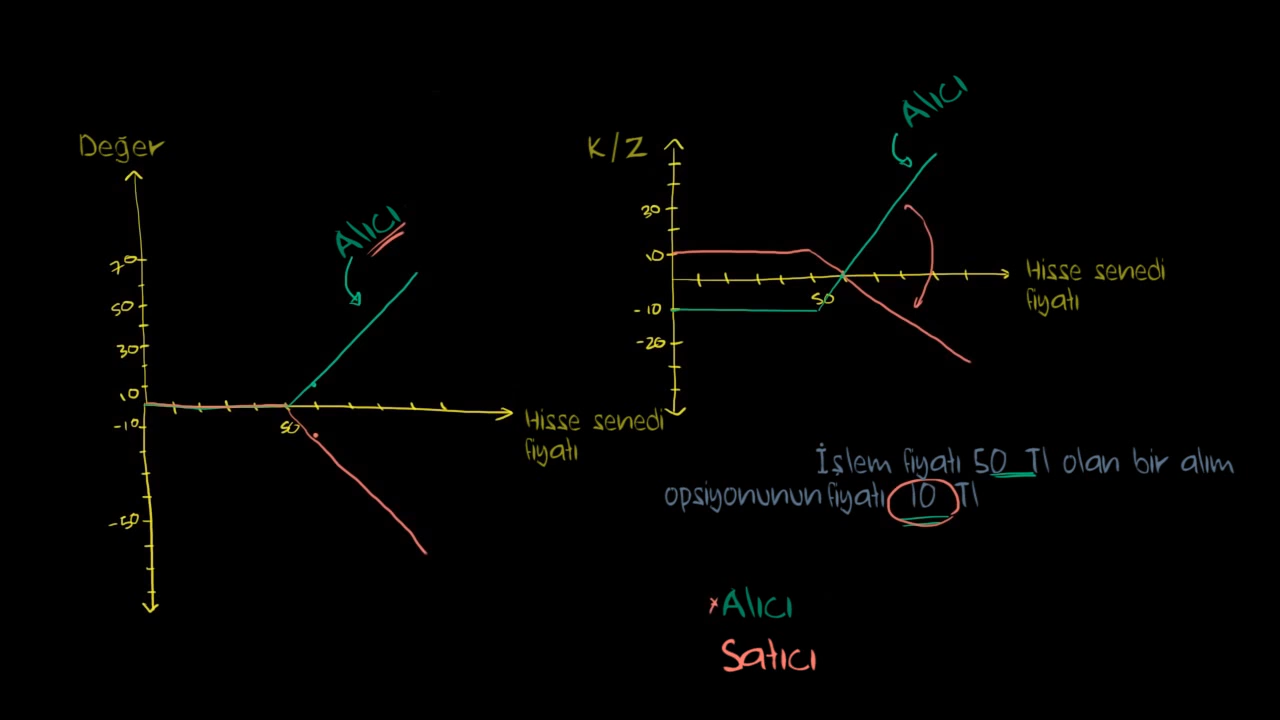 Değer
70
50
30
10
-10
-50
50
Alıcı
Hisse senedi
fiyatı
K/Z
30
10
-10
-20
50
Alıcı
Hisse senedi
fiyatı
İşlem fiyatı 50 Tl olan bir alım
opsiyonunun fiyatı 10 Tl
Alıcı
Satıcı